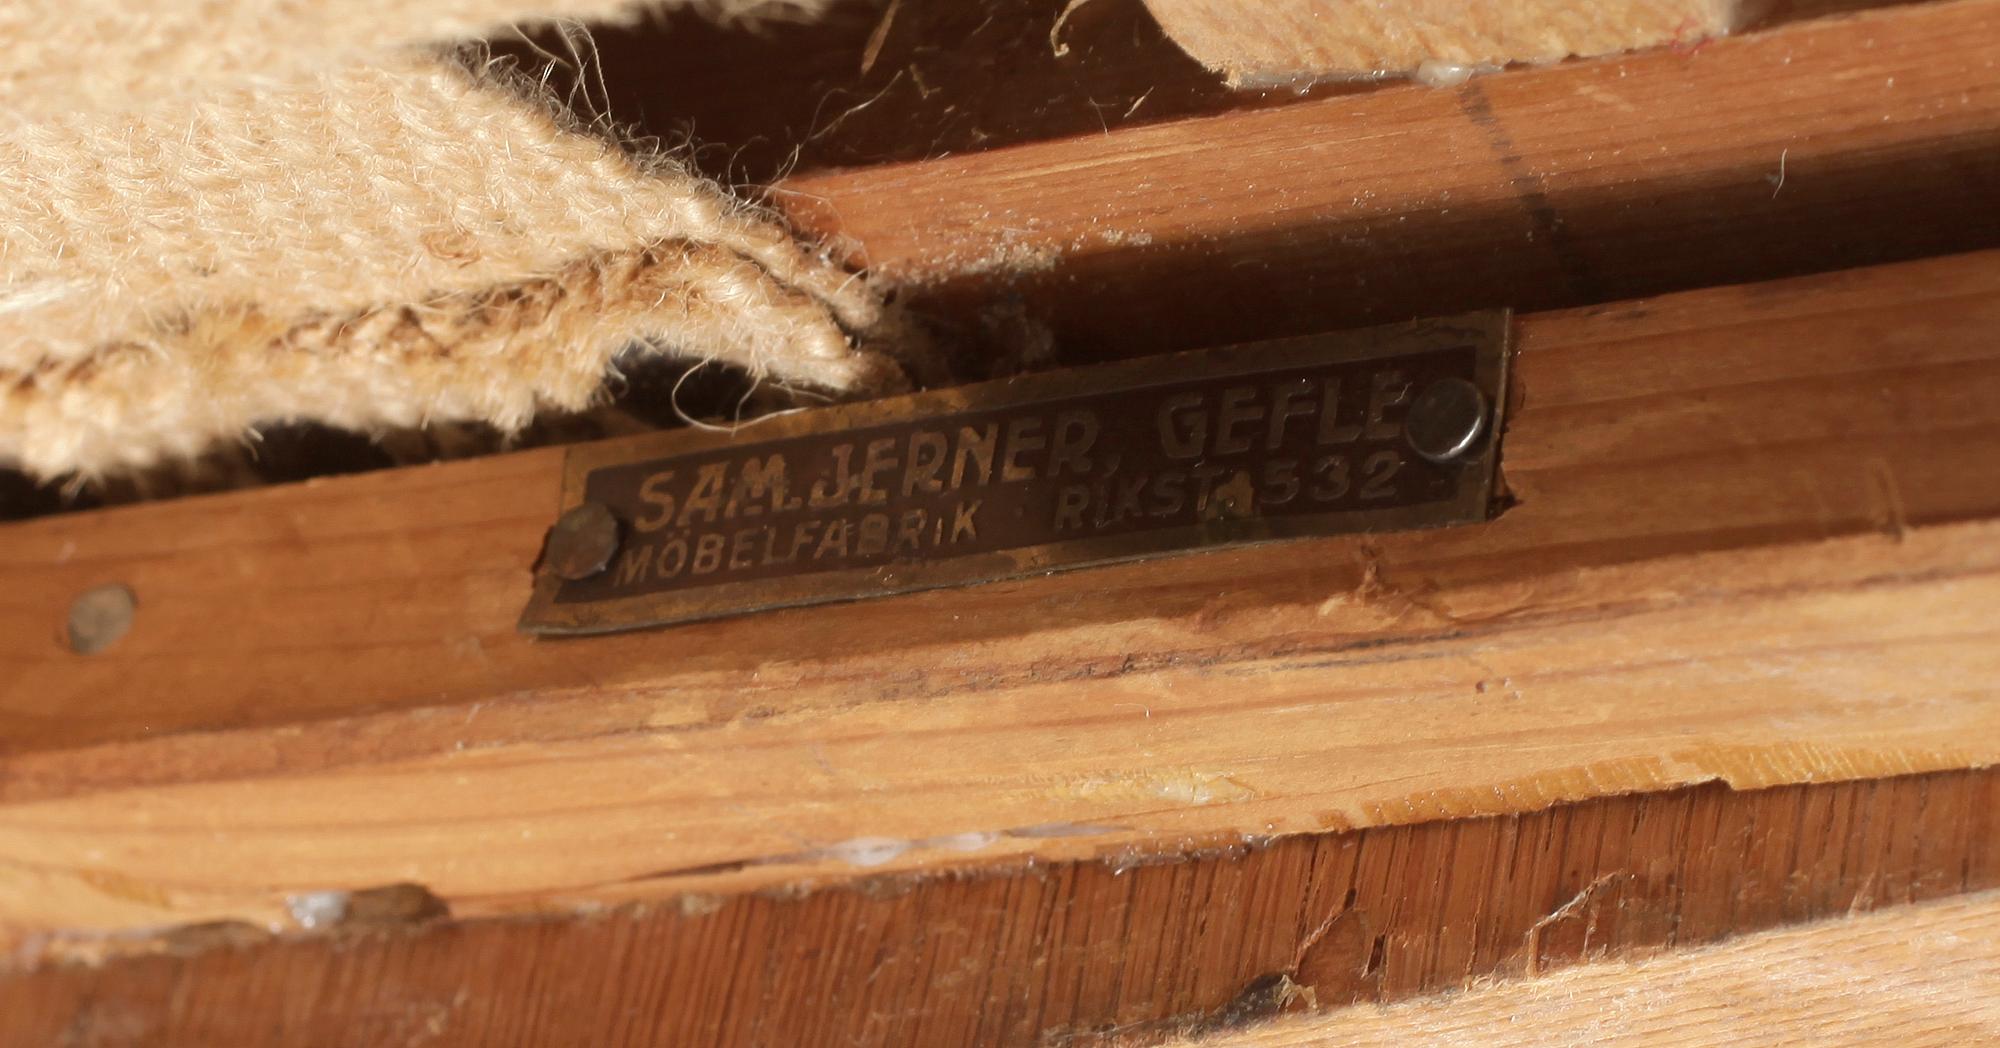 SAM. JERNER, GEFLE
MÖBELFABRIK · RIKST. 532